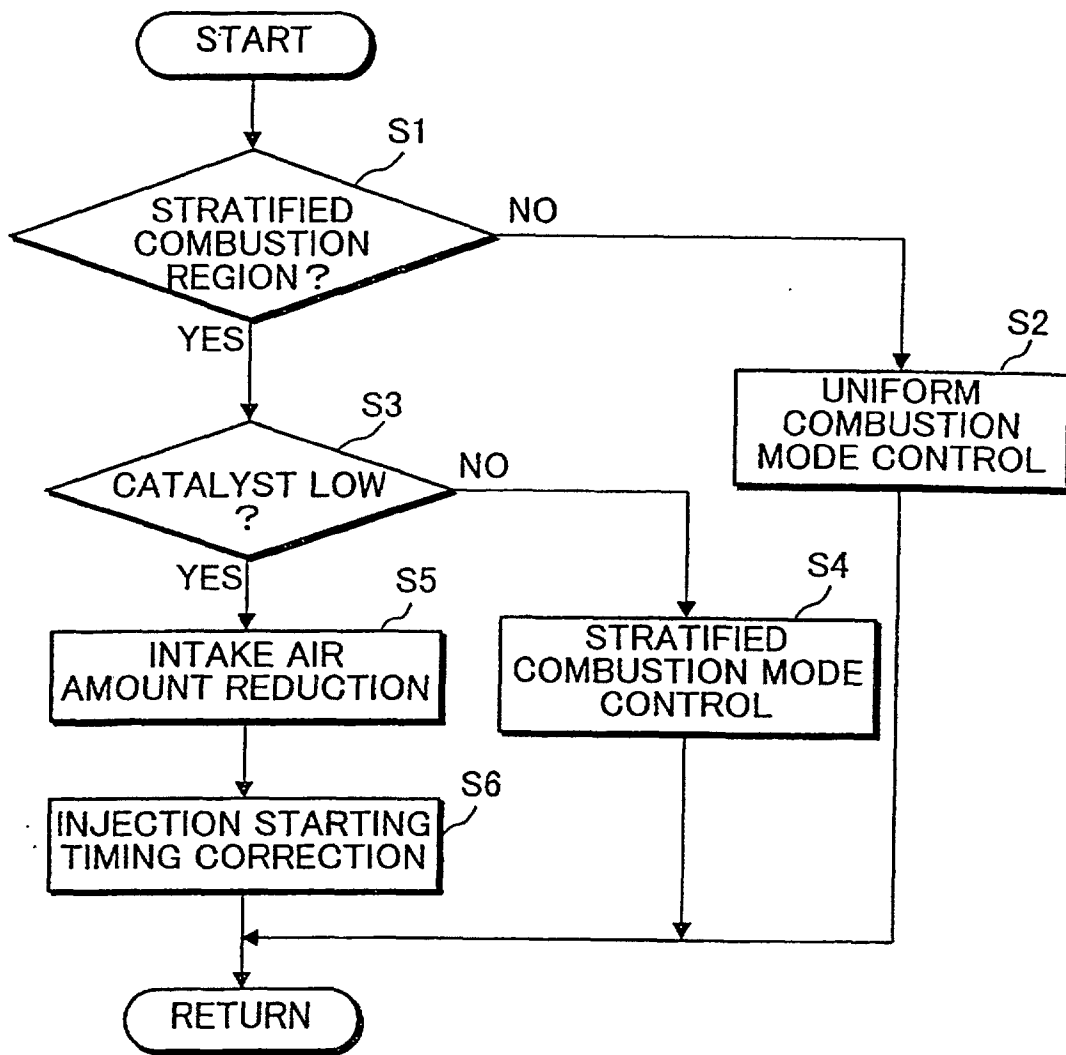 START
S1
STRATIFIED
COMBUSTION
REGION?
NO
YES
S2
UNIFORM
COMBUSTION
MODE CONTROL
S3
CATALYST LOW
?
NO
YES
S4
STRATIFIED
COMBUSTION MODE
CONTROL
S5
INTAKE AIR
AMOUNT REDUCTION
S6
INJECTION STARTING
TIMING CORRECTION
RETURN